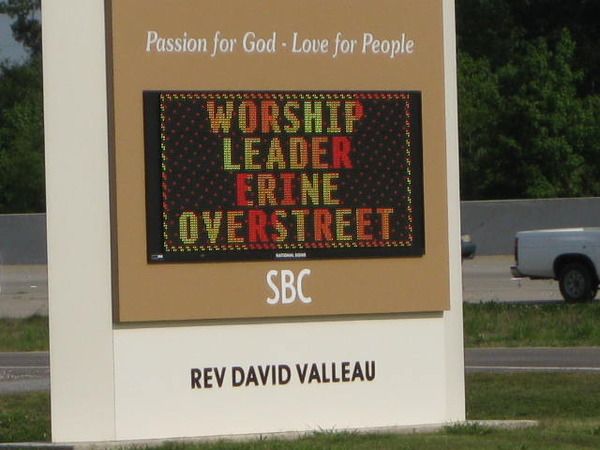 Passion for God - Love for People
WORSHIP
LEADER
ERINE
OVERSTREET
SBC
REV DAVID VALLEAU